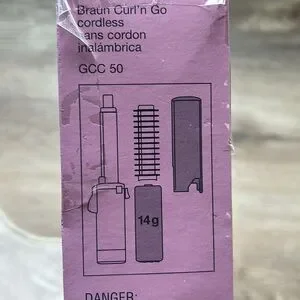 Braun Curl'n Go
cordless
sans cordon
inalámbrica
GCC 50
14g
DANGER: